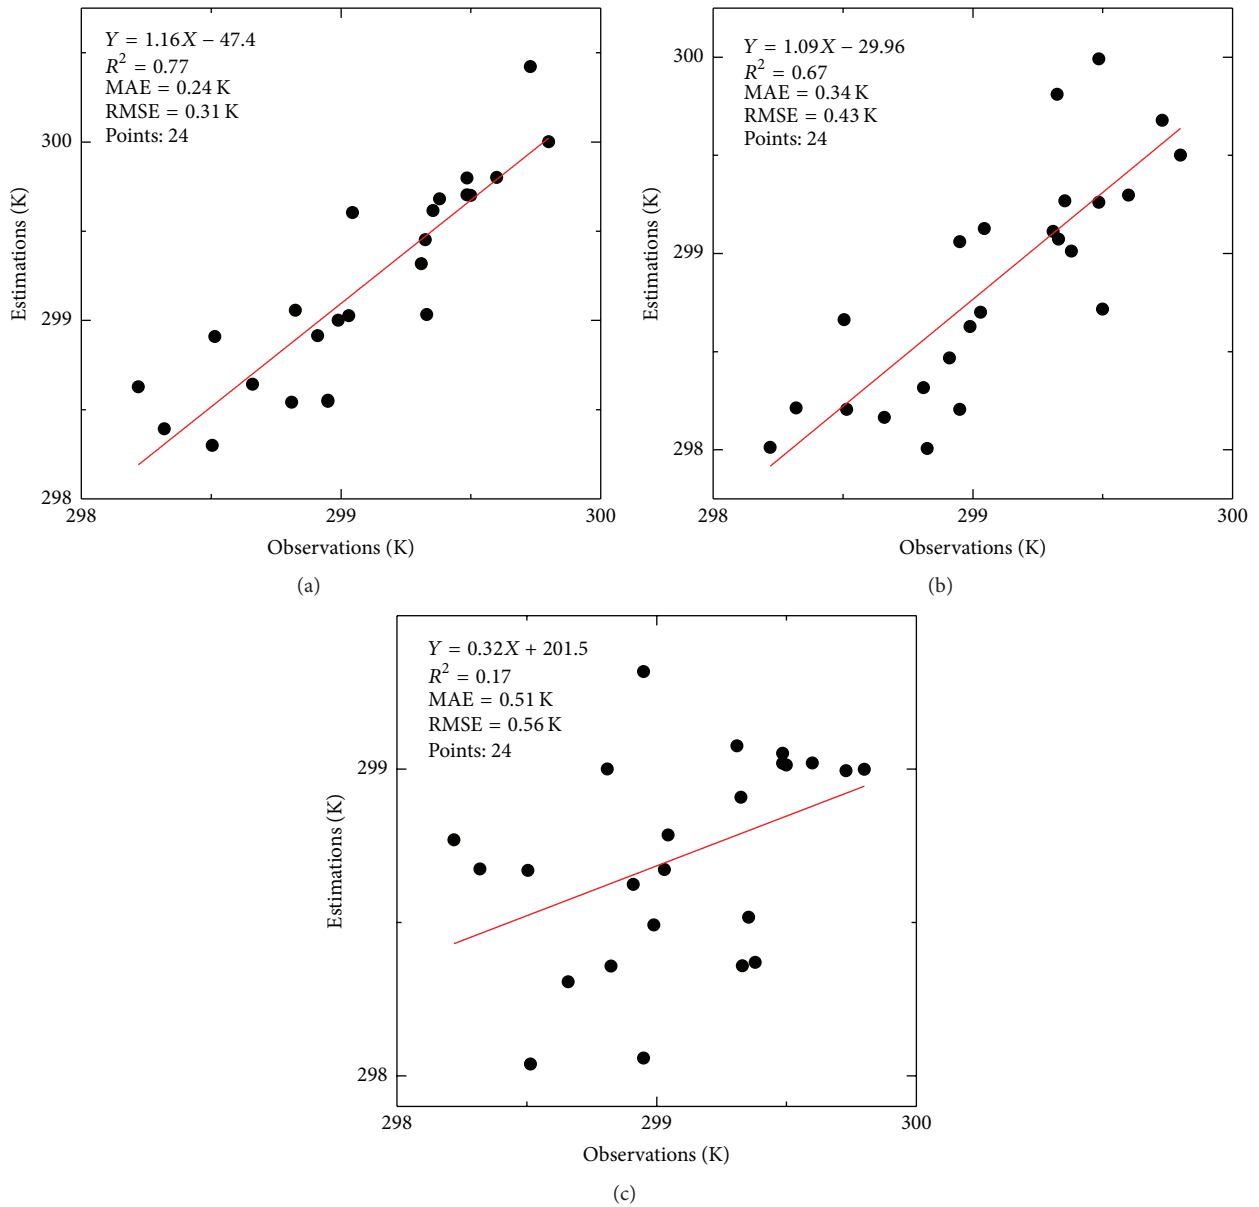 Y = 1.16X − 47.4
R² = 0.77
MAE = 0.24 K
RMSE = 0.31 K
Points: 24
300
299
298
Estimations (K)
298
299
300
Observations (K)
(a)
Y = 1.09X − 29.96
R² = 0.67
MAE = 0.34 K
RMSE = 0.43 K
Points: 24
300
299
298
Estimations (K)
298
299
300
Observations (K)
(b)
Y = 0.32X + 201.5
R² = 0.17
MAE = 0.51 K
RMSE = 0.56 K
Points: 24
299
298
Estimations (K)
298
299
300
Observations (K)
(c)